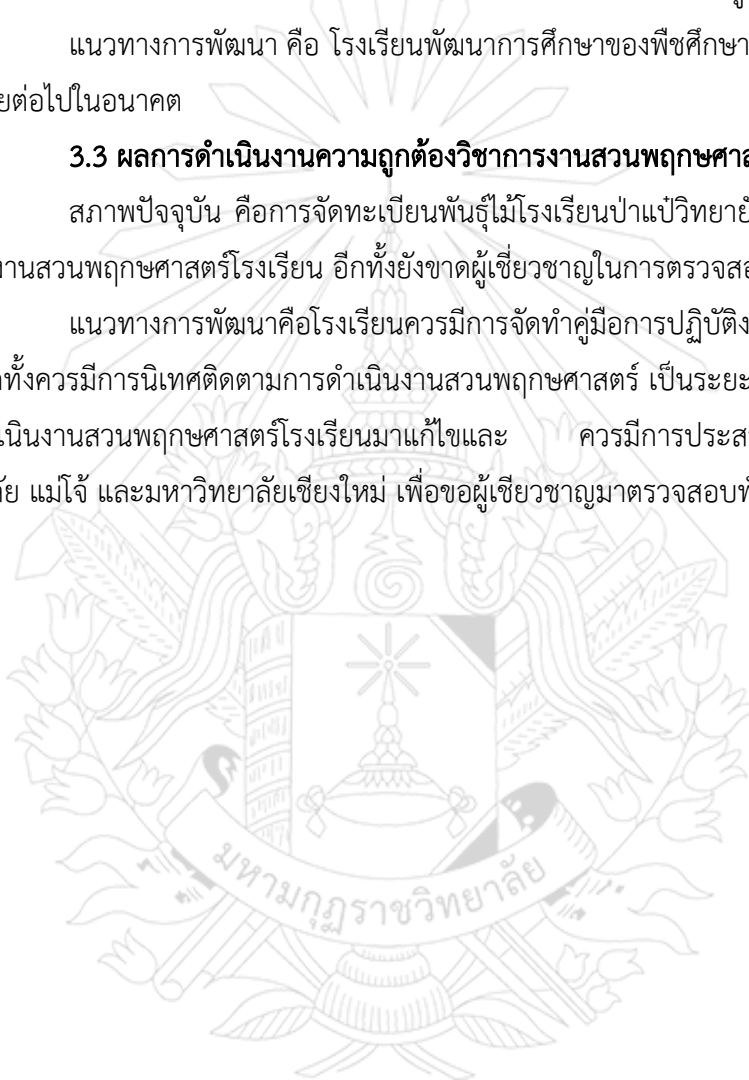 แนวทางการพัฒนา คือ โรงเรียนพัฒนาการศึกษาของพืชศึกษา
ยต่อไปในอนาคต
3.3 ผลการดำเนินงานความถูกต้องวิชาการงานสวนพฤกษศาส
สภาพปัจจุบัน คือการจัดทะเบียนพันธุ์ไม้โรงเรียนป่าแป๋วิทยายั
งานสวนพฤกษศาสตร์โรงเรียน อีกทั้งยังขาดผู้เชี่ยวชาญในการตรวจสอ
แนวทางการพัฒนาคือโรงเรียนควรมีการจัดทำคู่มือการปฏิบัติง
ทั้งควรมีการนิเทศติดตามการดำเนินงานสวนพฤกษศาสตร์ เป็นระยะ
เนินงานสวนพฤกษศาสตร์โรงเรียนมาแก้ไขและ ควรมีการประส
ัย แม่โจ้ และมหาวิทยาลัยเชียงใหม่ เพื่อขอผู้เชียวชาญมาตรวจสอบพั
มหามกุฏราชวิทยาลัย